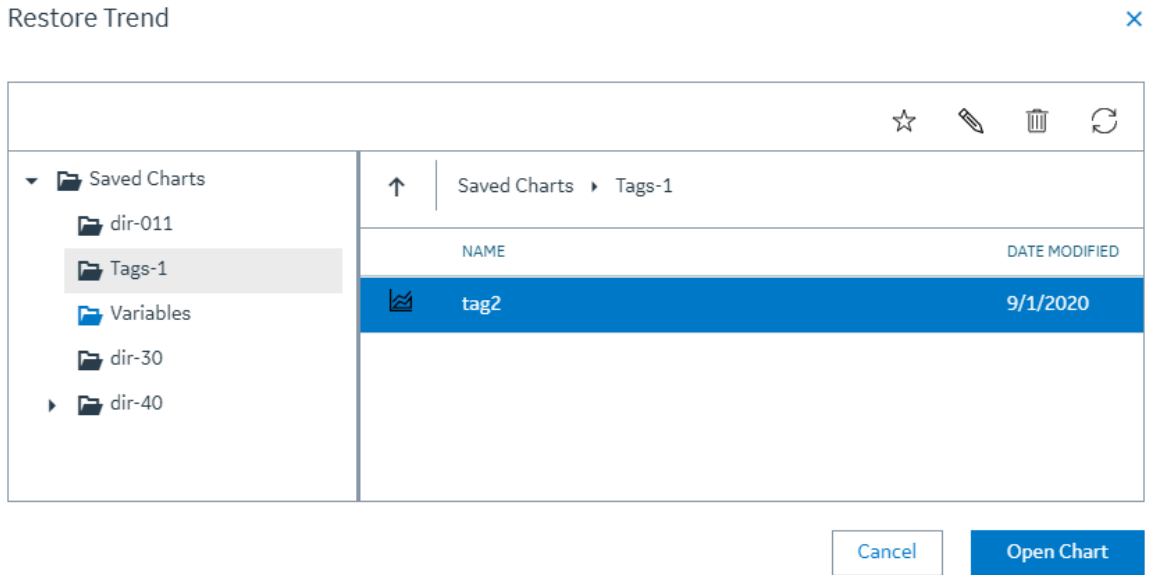 Restore Trend
Saved Charts
dir-011
Tags-1
Variables
dir-30
dir-40
Saved Charts Tags-1
NAME DATE MODIFIED
tag2 9/1/2020
Cancel Open Chart